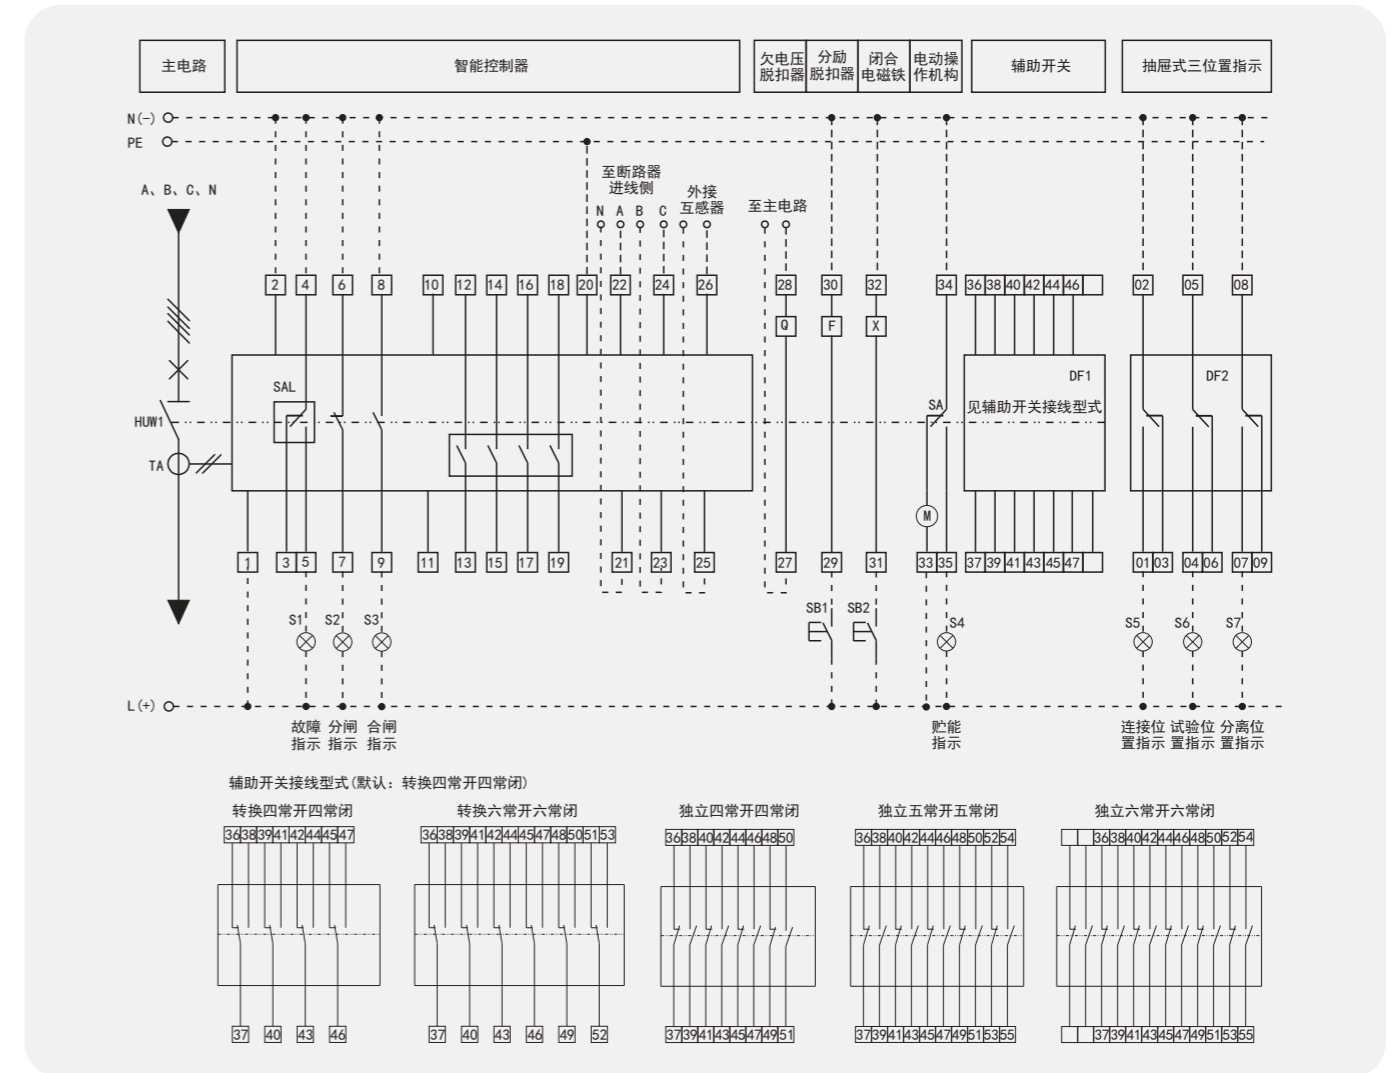 主电路
智能控制器
欠电压
脱扣器
分励
脱扣器
闭合
电磁铁
电动操
作机构
辅助开关
抽屉式三位置指示
N(—)
PE
A、B、C、N
至断路器
进线侧
N A B C
外接
互感器
至主电路
2 4 6 8 10 12 14 16 18 20 22 24 26 28 30 32 34 36 38 40 42 44 46 02 05 08
Q F X
SAL
DF1
DF2
HUW1
SA
见辅助开关接线型式
TA
M
1 3 5 7 9 11 13 15 17 19 21 23 25 27 29 31 33 35 37 39 41 43 45 47 01 03 04 06 07 09
SB1 SB2
S1 S2 S3 S4 S5 S6 S7
L(+)
故障
指示
分闸
指示
合闸
指示
贮能
指示
连接位
置指示
试验位
置指示
分离位
置指示
辅助开关接线型式(默认：转换四常开四常闭)
转换四常开四常闭
36 38 39 41 42 44 45 47
37 40 43 46
转换六常开六常闭
36 38 39 41 42 44 45 47 48 50 51 53
37 40 43 46 49 52
独立四常开四常闭
36 38 40 42 44 46 48 50
37 39 41 43 45 47 49 51
独立五常开五常闭
36 38 40 42 44 46 48 50 52 54
37 39 41 43 45 47 49 51 53 55
独立六常开六常闭
36 38 40 42 44 46 48 50 52 54
37 39 41 43 45 47 49 51 53 55